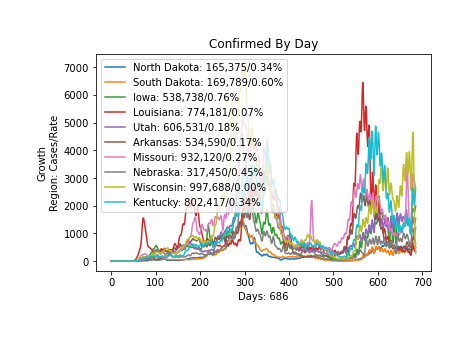 Confirmed By Day
Growth
Region: Cases/Rate
7000
6000
5000
4000
3000
2000
1000
0
North Dakota: 165,375/0.34%
South Dakota: 169,789/0.60%
Iowa: 538,738/0.76%
Louisiana: 774,181/0.07%
Utah: 606,531/0.18%
Arkansas: 534,590/0.17%
Missouri: 932,120/0.27%
Nebraska: 317,450/0.45%
Wisconsin: 997,688/0.00%
Kentucky: 802,417/0.34%
0 100 200 300 400 500 600 700
Days: 686